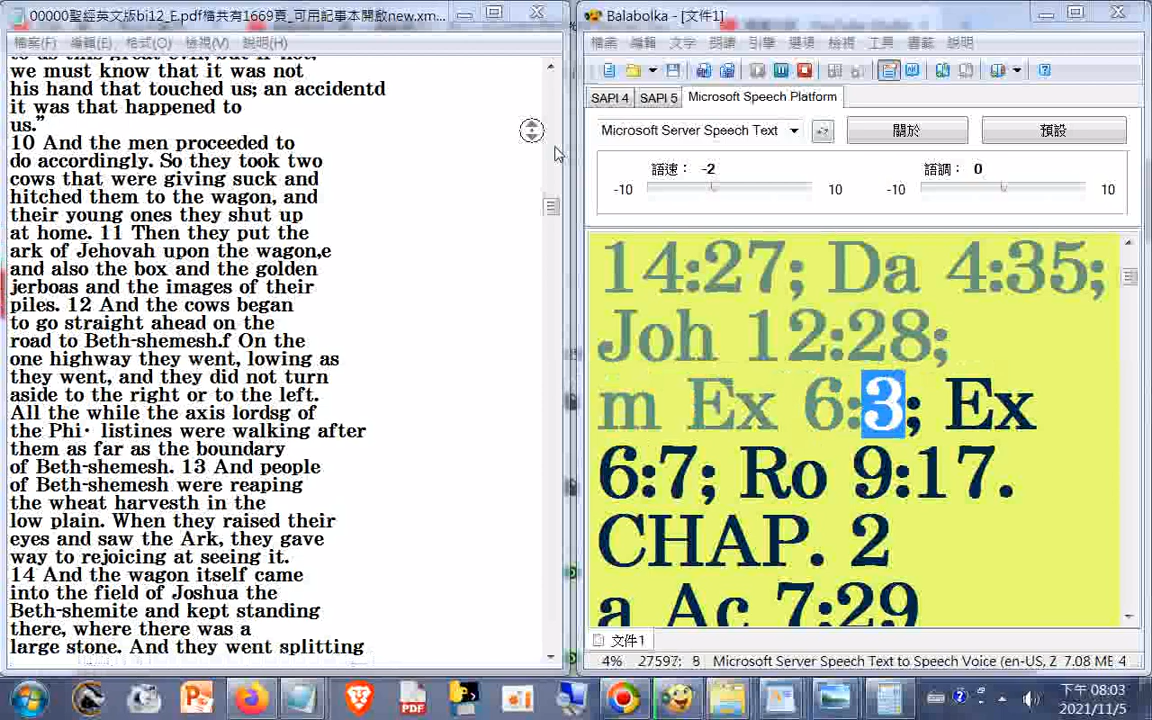 00000聖經英文版bi12_E.pdf檔共有1669頁_可用記事本開啟new.xm...
檔案(F) 編輯(E) 格式(O) 檢視(V) 說明(H)
to us this great evil; but if not,
we must know that it was not
his hand that touched us; an accidentd
it was that happened to
us.”
10 And the men proceeded to
do accordingly. So they took two
cows that were giving suck and
hitched them to the wagon, and
their young ones they shut up
at home. 11 Then they put the
ark of Jehovah upon the wagon,e
and also the box and the golden
jerboas and the images of their
piles. 12 And the cows began
to go straight ahead on the
road to Beth-shemesh.f On the
one highway they went, lowing as
they went, and they did not turn
aside to the right or to the left.
All the while the axis lordsg of
the Phi· listines were walking after
them as far as the boundary
of Beth-shemesh. 13 And people
of Beth-shemesh were reaping
the wheat harvesth in the
low plain. When they raised their
eyes and saw the Ark, they gave
way to rejoicing at seeing it.
14 And the wagon itself came
into the field of Joshua the
Beth-shemite and kept standing
there, where there was a
large stone. And they went splitting
Balabolka - [文件1]
檔案 編輯 文字 朗讀 引擎 選項 檢視 工具 書籤 說明
SAPI 4 SAPI 5 Microsoft Speech Platform
Microsoft Server Speech Text 關於 預設
語速： -2 語調： 0
-10 10 -10 10
14:27; Da 4:35;
Joh 12:28;
m Ex 6:3; Ex
6:7; Ro 9:17.
CHAP. 2
a Ac 7:29
文件1
4% 27597: 8 Microsoft Server Speech Text to Speech Voice (en-US, Z 7.08 MB 4
PDF
下午 08:03
2021/11/5